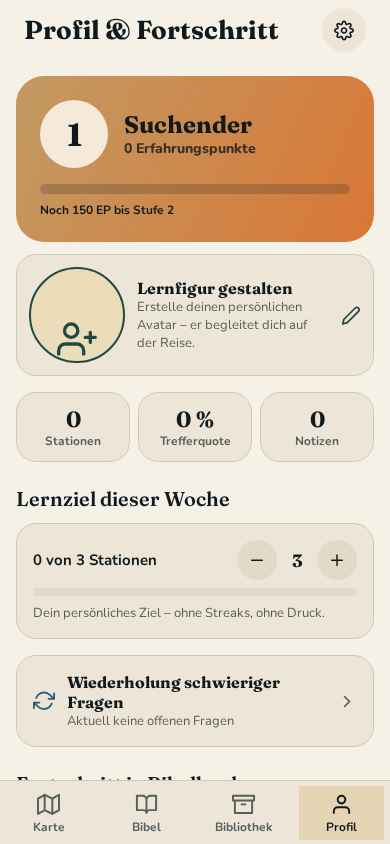 Profil & Fortschritt
1
Suchender
0 Erfahrungspunkte
Noch 150 EP bis Stufe 2
Lernfigur gestalten
Erstelle deinen persönlichen
Avatar – er begleitet dich auf
der Reise.
0
Stationen
0 %
Trefferquote
0
Notizen
Lernziel dieser Woche
0 von 3 Stationen
3
Dein persönliches Ziel – ohne Streaks, ohne Druck.
Wiederholung schwieriger
Fragen
Aktuell keine offenen Fragen
Karte
Bibel
Bibliothek
Profil